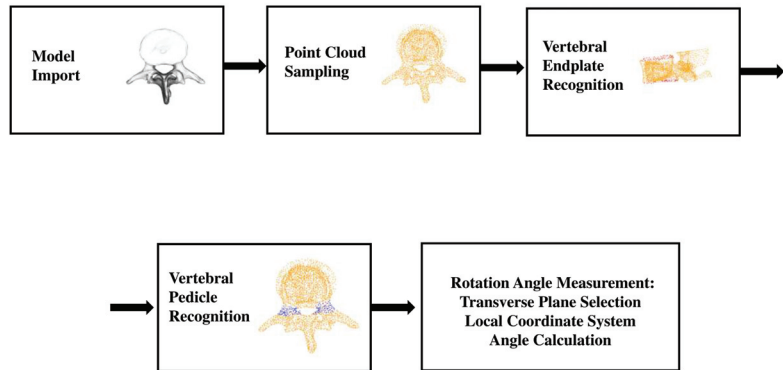 Model
Import
Point Cloud
Sampling
Vertebral
Endplate
Recognition
Vertebral
Pedicle
Recognition
Rotation Angle Measurement:
Transverse Plane Selection
Local Coordinate System
Angle Calculation